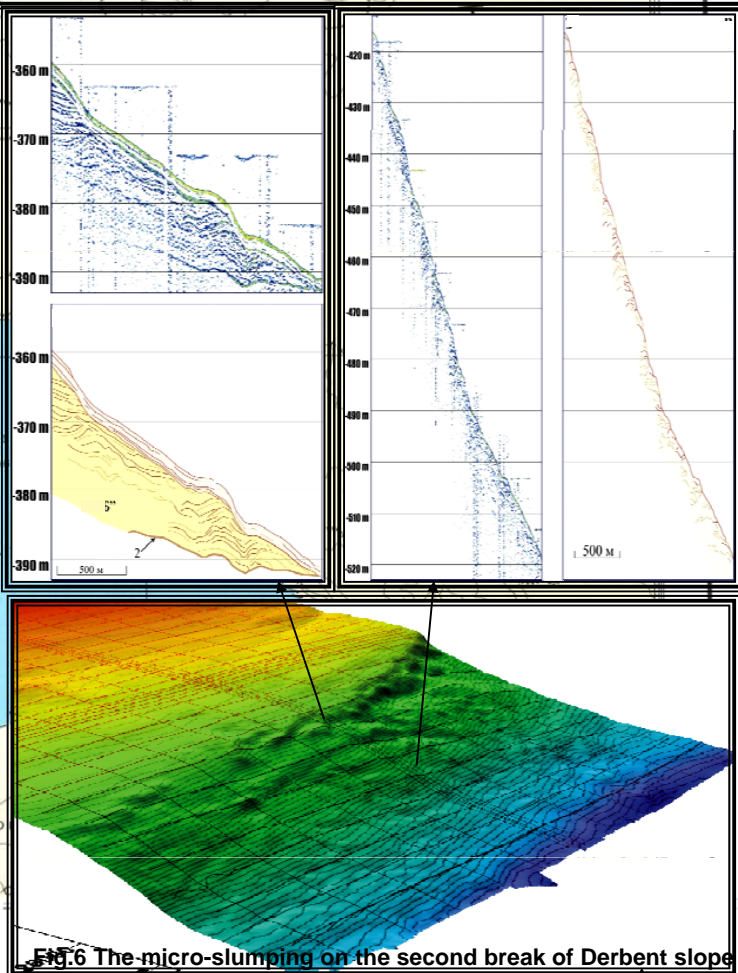 -360 m
-370 m
-380 m
-390 m
-360 m
-370 m
-380 m
-390 m
2
500 м
-420 m
-430 m
-440 m
-450 m
-460 m
-470 m
-480 m
-490 m
-500 m
-510 m
-520 m
500 м
Fig.6 The micro-slumping on the second break of Derbent slope